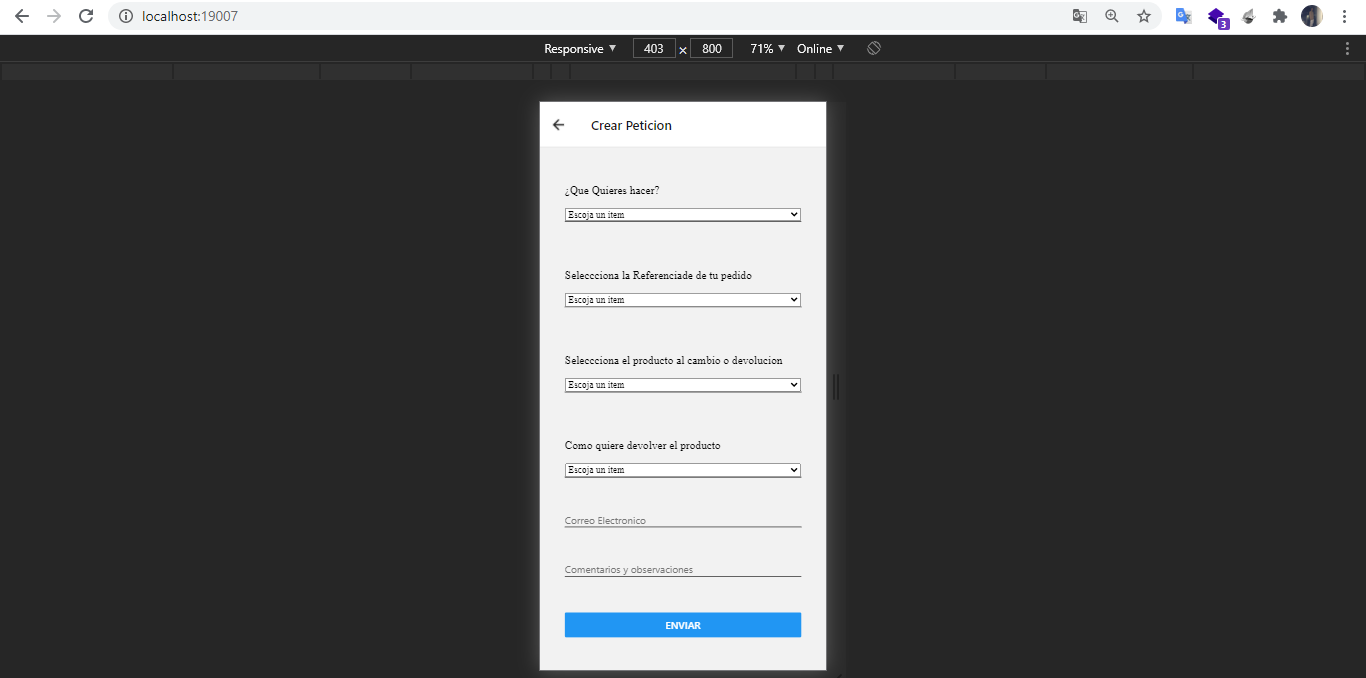 localhost:19007
3
Responsive 403 × 800 71% Online
Crear Peticion
¿Que Quieres hacer?
Escoja un item
Seleccciona la Referenciade de tu pedido
Escoja un item
Seleccciona el producto al cambio o devolucion
Escoja un item
Como quiere devolver el producto
Escoja un item
Correo Electronico
Comentarios y observaciones
ENVIAR